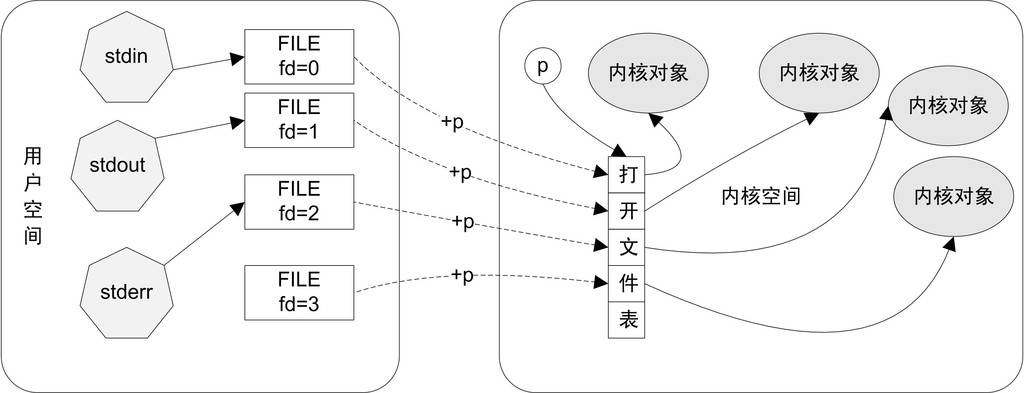 用户空间
stdin
stdout
stderr
FILE
fd=0
FILE
fd=1
FILE
fd=2
FILE
fd=3
+p
+p
+p
+p
p
打开文件表
内核对象
内核对象
内核对象
内核对象
内核空间